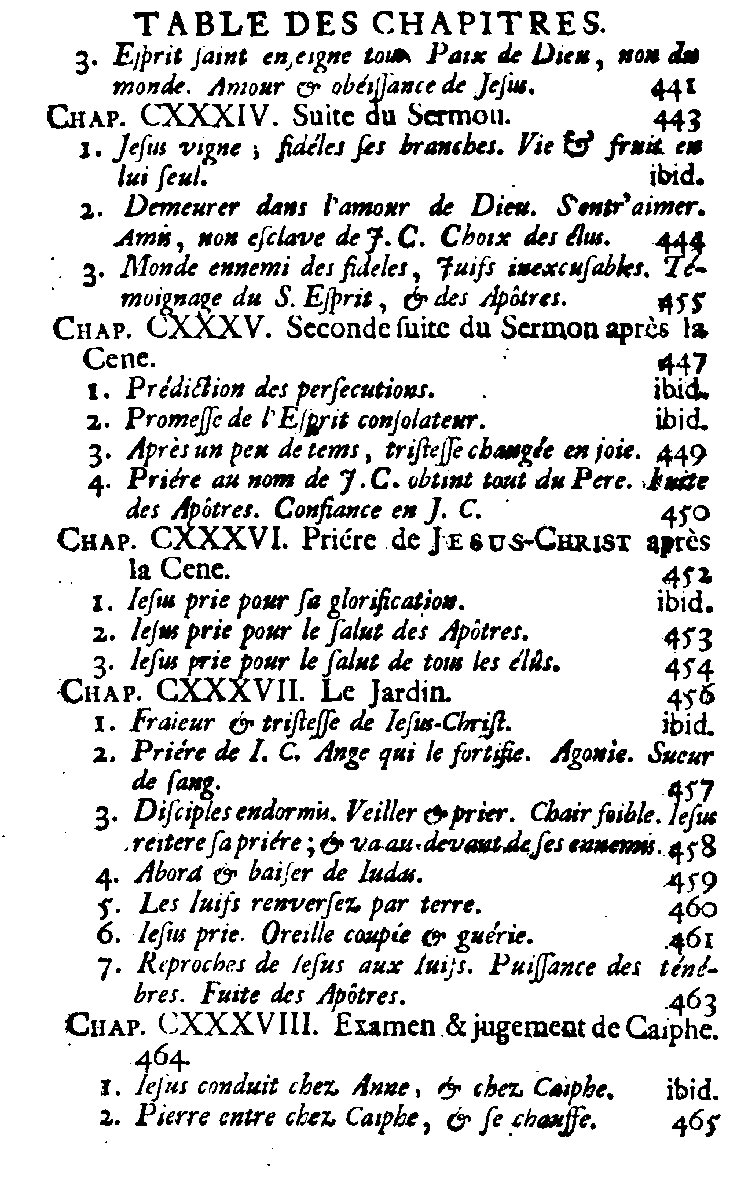 TABLE DES CHAPITRES.
3. Eſprit ſaint enſeigne tout. Paix de Dieu, non du
monde. Amour & obéiſſance de Jeſus. 441
CHAP. CXXXIV. Suite du Sermon. 443
1. Jeſus vigne ; fidéles ſes branches. Vie & fruit en
lui ſeul. ibid.
2. Demeurer dans l'amour de Dieu. S'entr'aimer.
Amis, non eſclave de J. C. Choix des élus. 444
3. Monde ennemi des fideles, Juifs inexcuſables. Te-
moignage du S. Eſprit, & des Apôtres. 455
CHAP. CXXXV. Seconde ſuite du Sermon après la
Cene. 447
1. Prédiction des perſecutions. ibid.
2. Promeſſe de l'Eſprit conſolateur. ibid.
3. Après un peu de tems, triſteſſe changée en joie. 449
4. Priére au nom de J. C. obtint tout du Pere. Fuite
des Apôtres. Confiance en J. C. 450
CHAP. CXXXVI. Priére de JESUS-CHRIST après
la Cene. 452
1. Ieſus prie pour ſa glorification. ibid.
2. Ieſus prie pour le ſalut des Apôtres. 453
3. Ieſus prie pour le ſalut de tous les élûs. 454
CHAP. CXXXVII. Le Jardin. 456
1. Fraieur & triſteſſe de Ieſus-Chriſt. ibid.
2. Priére de I. C. Ange qui le fortifie. Agonie. Sueur
de ſang. 457
3. Diſciples endormis. Veiller & prier. Chair foible. Ieſus
reitere ſa priére ; & va au-devant de ſes ennemis. 458
4. Abord & baiſer de Iudas. 459
5. Les Iuifs renverſez par terre. 460
6. Ieſus prie. Oreille coupée & guérie. 461
7. Reproches de Ieſus aux Iuifs. Puiſſance des téné-
bres. Fuite des Apôtres. 463
CHAP. CXXXVIII. Examen & jugement de Caiphe.
464
1. Ieſus conduit chez Anne, & chez Caiphe. ibid.
2. Pierre entre chez Caiphe, & ſe chauffe. 465